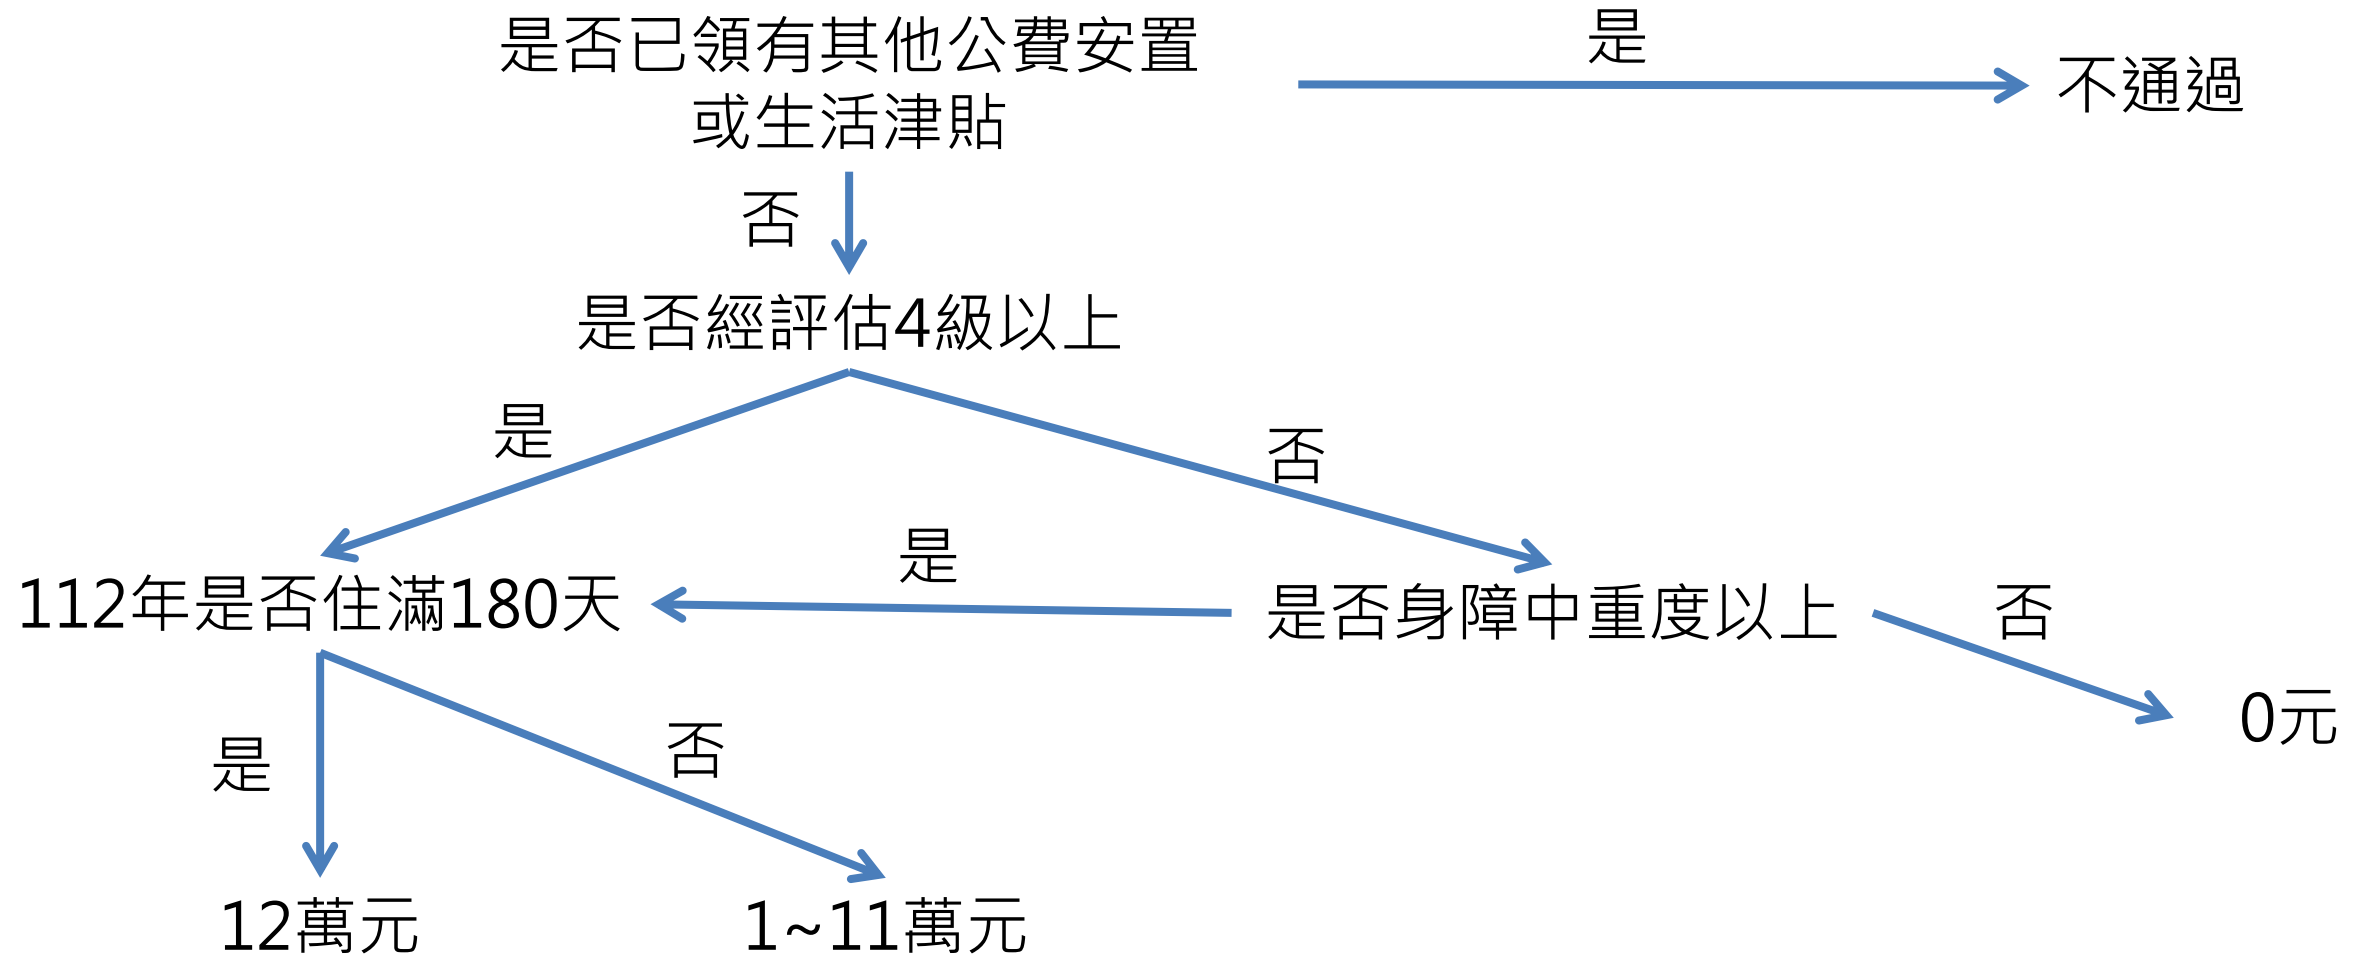 是否已領有其他公費安置
或生活津貼
是
不通過
否
是否經評估4級以上
是
否
112年是否住滿180天
是
是否身障中重度以上
否
0元
是
否
12萬元
1~11萬元